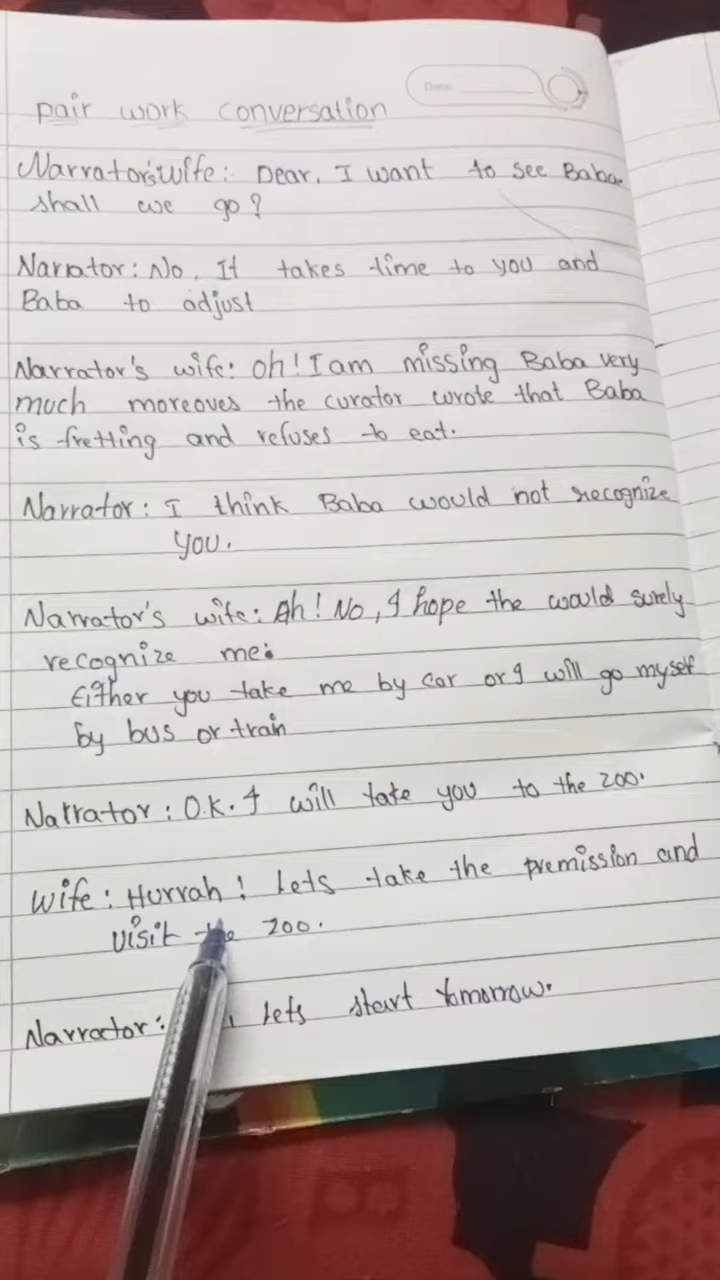 Date:
pair work conversation
Narrator'swife: Dear. I want to see Baba
shall we go?
Narrator: No, It takes time to you and
Baba to adjust
Narrator's wife: oh! I am missing Baba very
much moreoves the curator wrote that Baba
is fretting and refuses to eat.
Narrator: I think Baba would not recognize
you.
Narrator's wife: Ah! No, I hope the would surely
recognize me.
Either you take me by car or I will go myself
by bus or train
Narrator: O.K. I will take you to the zoo.
Wife: Hurrah! Lets take the premission and
visit the zoo.
Narrator: lets start tomorrow.